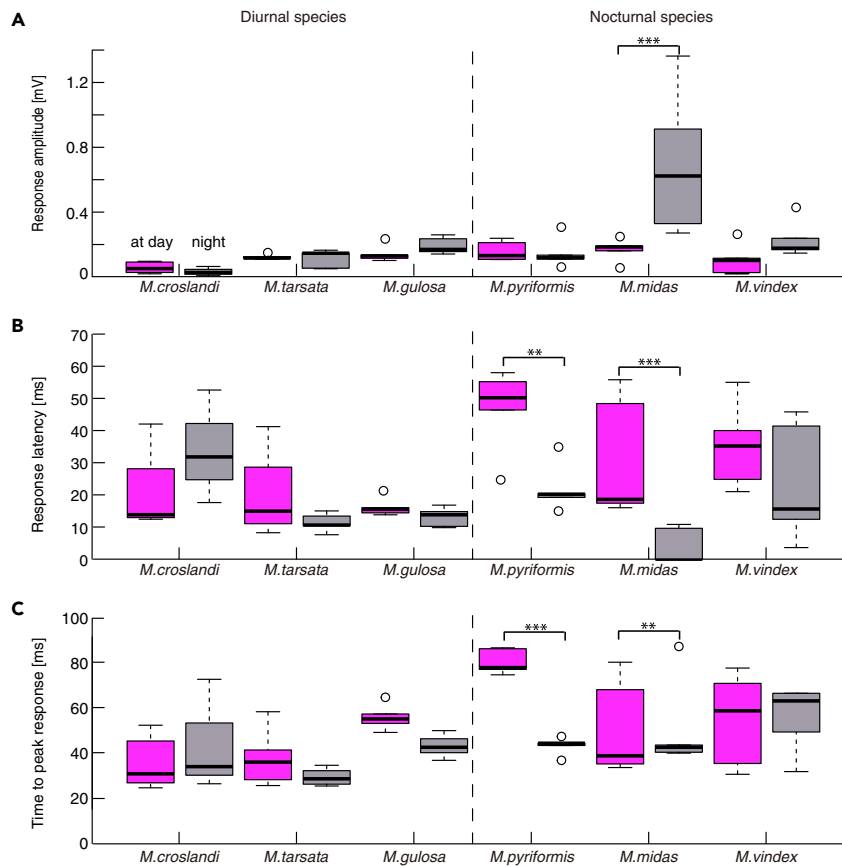 A
Diurnal species
Nocturnal species
***
Response amplitude [mV]
1.2
0.8
0.4
0
at day
night
M.croslandi
M.tarsata
M.gulosa
M.pyriformis
M.midas
M.vindex
B
**
***
Response latency [ms]
70
60
50
40
30
20
10
0
M.croslandi
M.tarsata
M.gulosa
M.pyriformis
M.midas
M.vindex
C
***
**
Time to peak response [ms]
100
80
60
40
20
0
M.croslandi
M.tarsata
M.gulosa
M.pyriformis
M.midas
M.vindex